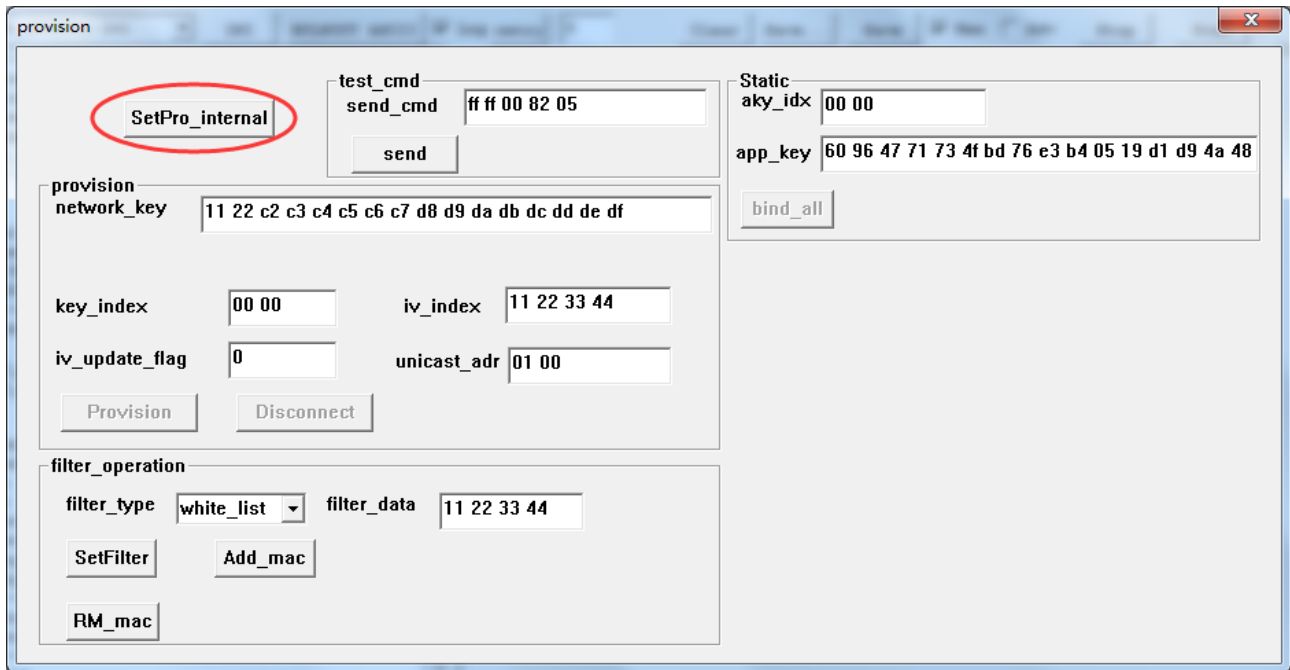 provision
SetPro_internal
test_cmd
send_cmd ff ff 00 82 05
send
Static
aky_idx 00 00
app_key 60 96 47 71 73 4f bd 76 e3 b4 05 19 d1 d9 4a 48
bind_all
provision
network_key 11 22 c2 c3 c4 c5 c6 c7 d8 d9 da db dc dd de df
key_index 00 00 iv_index 11 22 33 44
iv_update_flag 0 unicast_adr 01 00
Provision Disconnect
filter_operation
filter_type white_list filter_data 11 22 33 44
SetFilter Add_mac
RM_mac